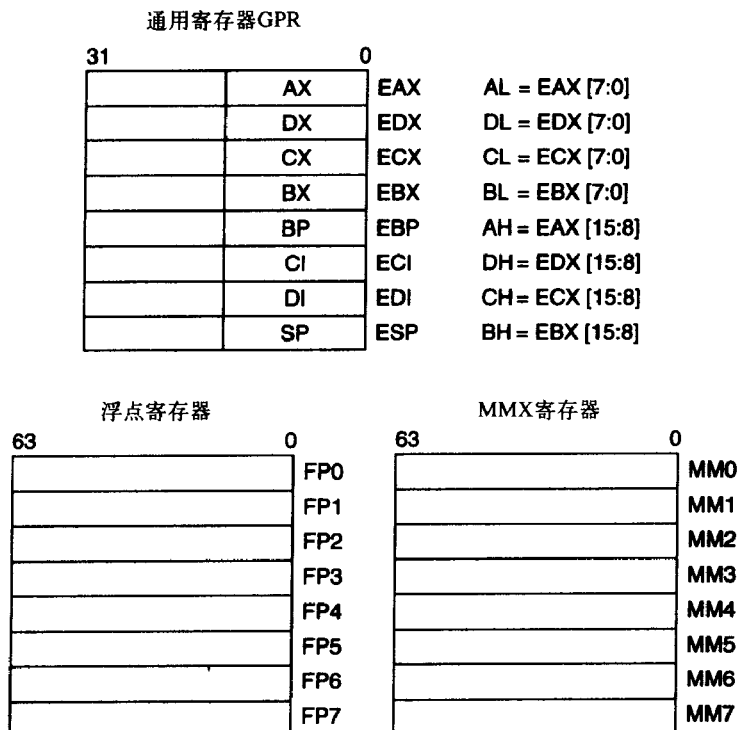 通用寄存器GPR
31 0
AX EAX AL = EAX [7:0]
DX EDX DL = EDX [7:0]
CX ECX CL = ECX [7:0]
BX EBX BL = EBX [7:0]
BP EBP AH = EAX [15:8]
CI ECI DH = EDX [15:8]
DI EDI CH = ECX [15:8]
SP ESP BH = EBX [15:8]
浮点寄存器 MMX寄存器
63 0 63 0
FP0 MM0
FP1 MM1
FP2 MM2
FP3 MM3
FP4 MM4
FP5 MM5
FP6 MM6
FP7 MM7